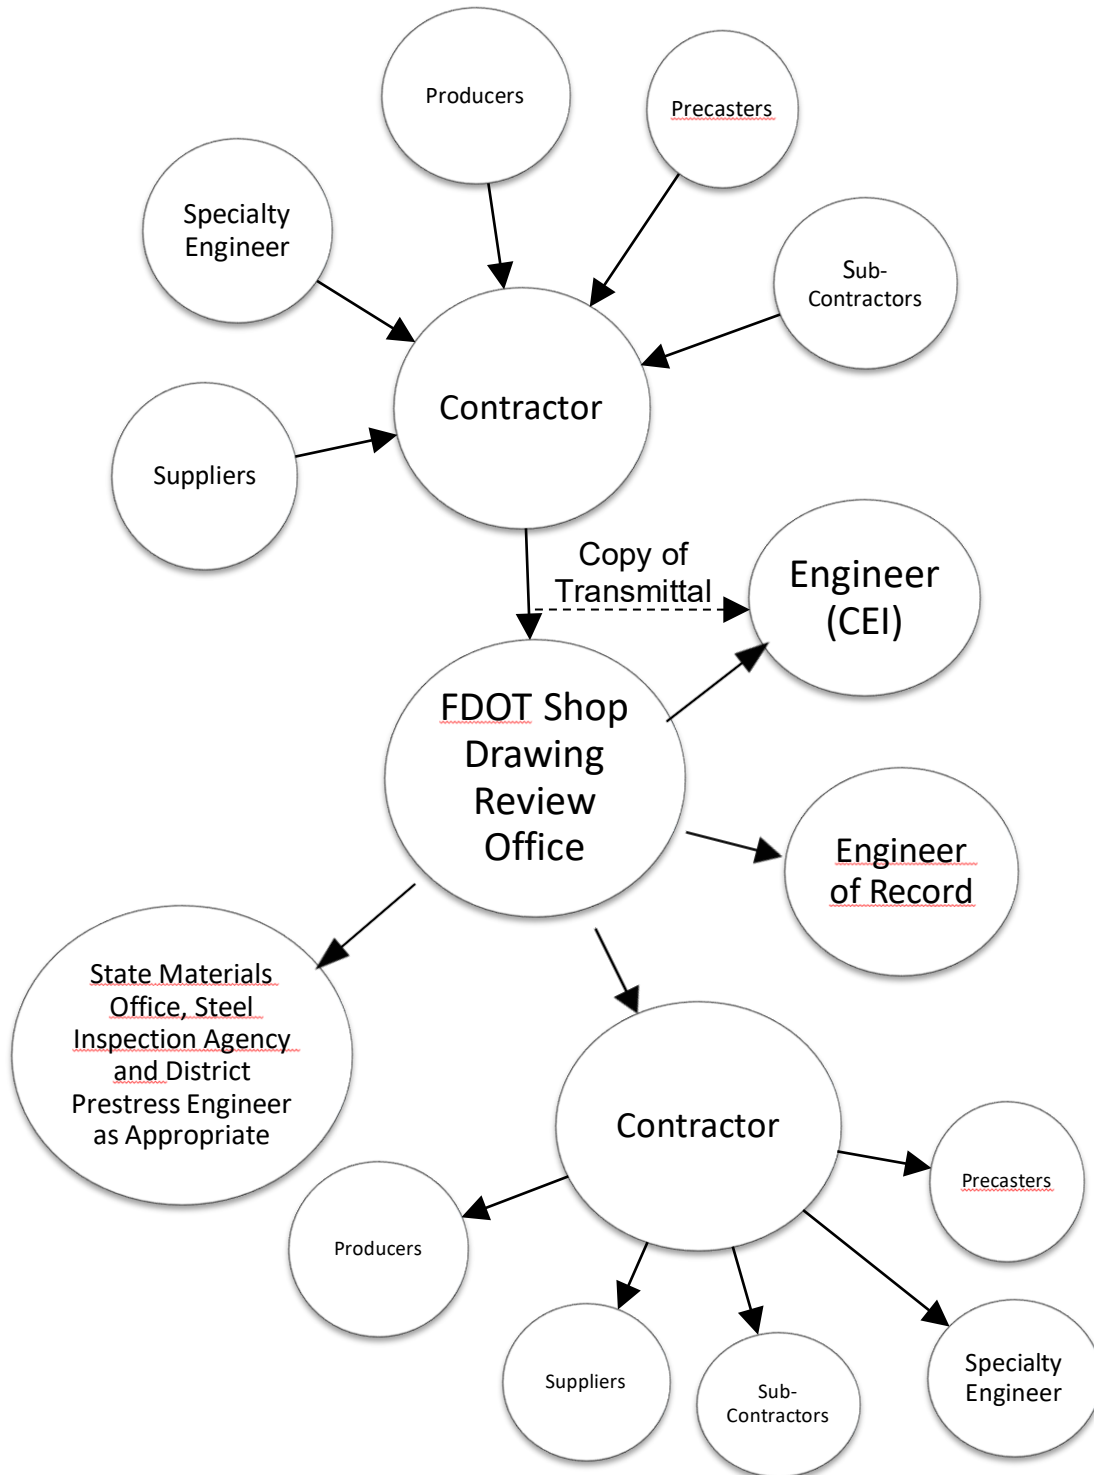 Producers
Precasters
Specialty
Engineer
Sub-
Contractors
Contractor
Suppliers
Copy of
Transmittal
Engineer
(CEI)
FDOT Shop
Drawing
Review
Office
Engineer
of Record
State Materials
Office, Steel
Inspection Agency
and District
Prestress Engineer
as Appropriate
Contractor
Precasters
Producers
Suppliers
Sub-
Contractors
Specialty
Engineer